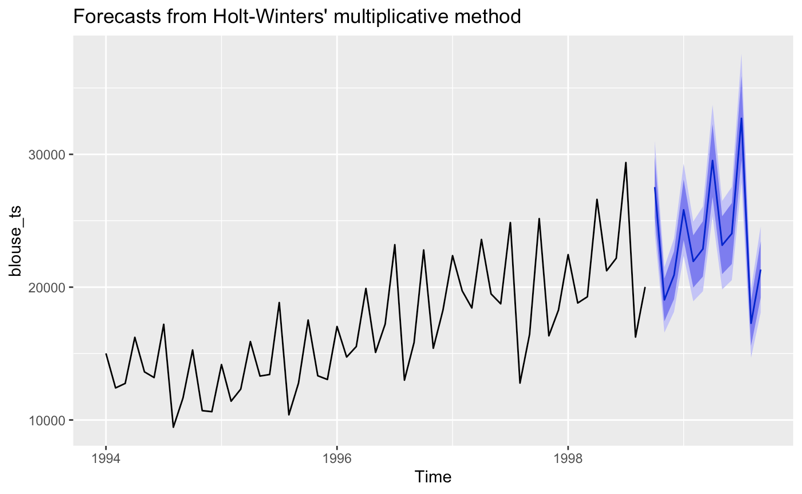 Forecasts from Holt-Winters' multiplicative method
30000
20000
10000
blouse_ts
1994
1996
1998
Time